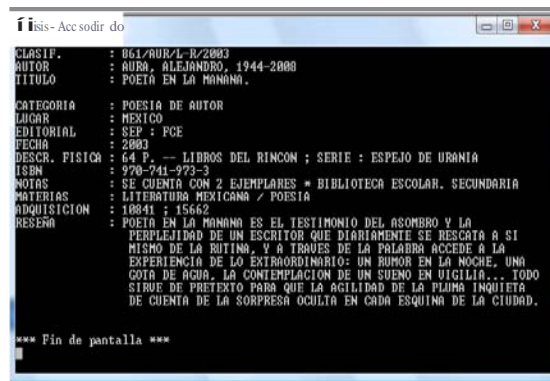 isis - Acc sodir do
CLASIF. : 861/AUR/L-R/2003
AUTOR : AURA, ALEJANDRO, 1944-2008
TITULO : POETA EN LA MANANA.
CATEGORIA : POESIA DE AUTOR
LUGAR : MEXICO
EDITORIAL : SEP : FCE
FECHA : 2003
DESCR. FISICA : 64 P. -- LIBROS DEL RINCON ; SERIE : ESPEJO DE URANIA
ISBN : 970-741-973-3
NOTAS : SE CUENTA CON 2 EJEMPLARES * BIBLIOTECA ESCOLAR. SECUNDARIA
MATERIAS : LITERATURA MEXICANA / POESIA
ADQUISICION : 10841 ; 15662
RESEÑA : POETA EN LA MANANA ES EL TESTIMONIO DEL ASOMBRO Y LA
PERPLEJIDAD DE UN ESCRITOR QUE DIARIAMENTE SE RESCATA A SI
MISMO DE LA RUTINA, Y A TRAVES DE LA PALABRA ACCEDE A LA
EXPERIENCIA DE LO EXTRAORDINARIO: UN RUMOR EN LA NOCHE, UNA
GOTA DE AGUA, LA CONTEMPLACION DE UN SUENO EN VIGILIA... TODO
SIRVE DE PRETEXTO PARA QUE LA AGILIDAD DE LA PLUMA INQUIETA
DE CUENTA DE LA SORPRESA OCULTA EN CADA ESQUINA DE LA CIUDAD.
*** Fin de pantalla ***